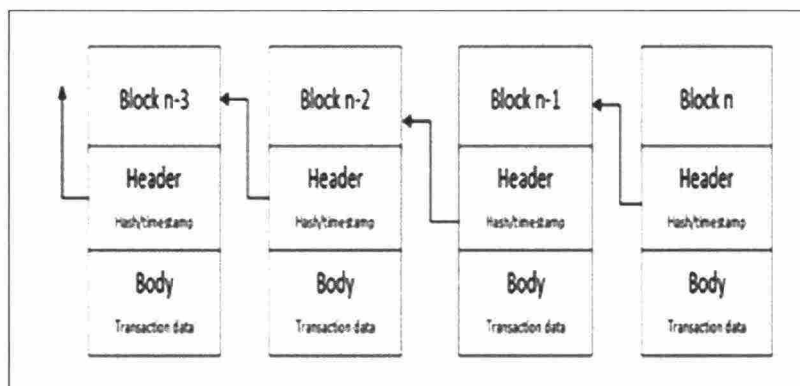 Block n-3
Header
Hash/timestamp
Body
Transaction data
Block n-2
Header
Hash/timestamp
Body
Transaction data
Block n-1
Header
Hash/timestamp
Body
Transaction data
Block n
Header
Hash/timestamp
Body
Transaction data